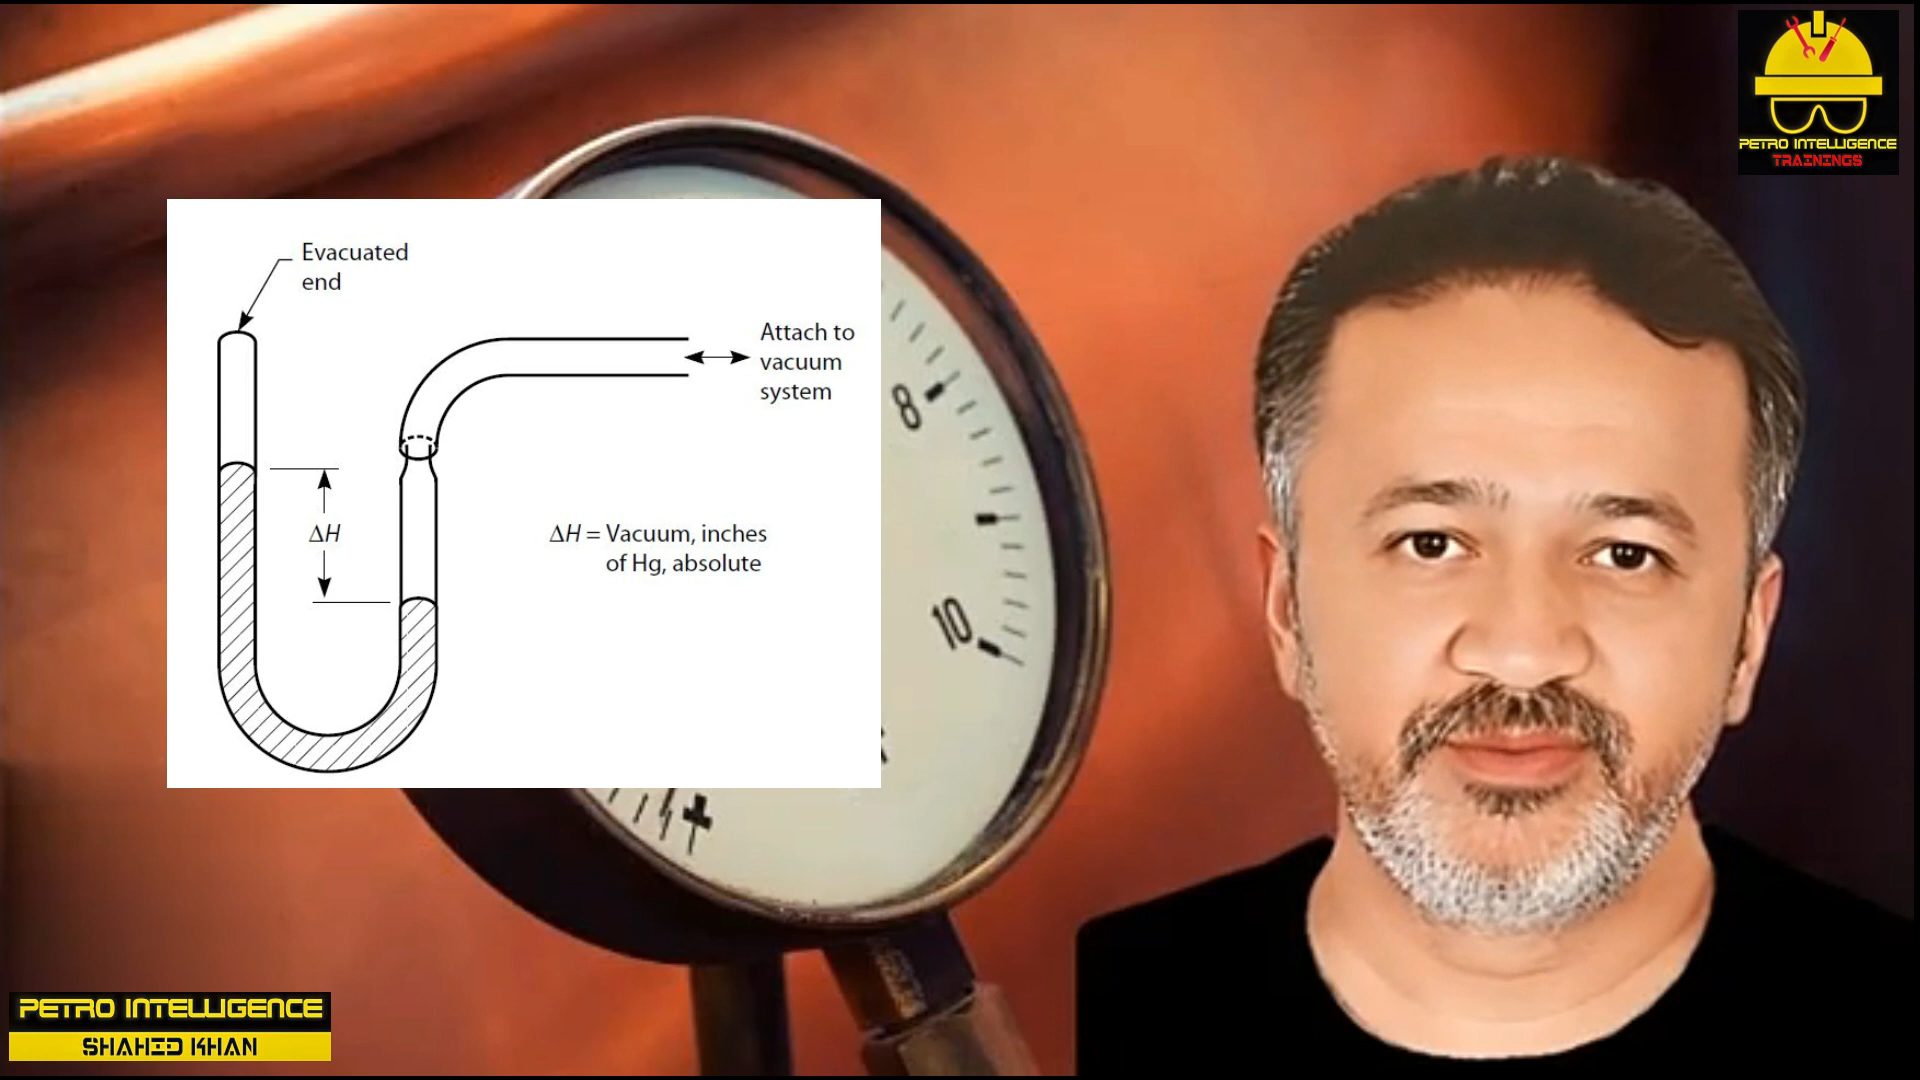 PETRO INTELLIGENCE
TRAININGS
Evacuated
end
Attach to
vacuum
system
ΔH
ΔH = Vacuum, inches
of Hg, absolute
8
10
PETRO INTELLIGENCE
SHAHID KHAN